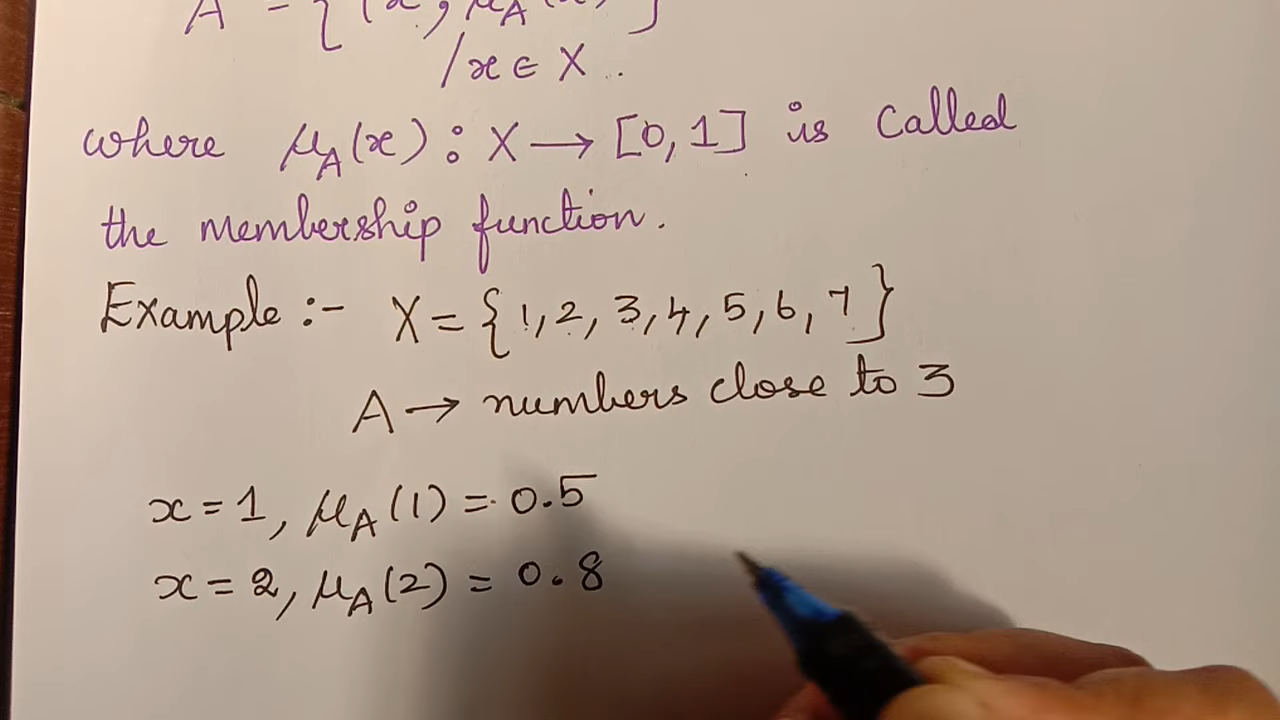 A = { (x, μA(x) }
/x ∈ X.
where μA(x) : X → [0, 1] is called
the membership function.
Example :- X = {1, 2, 3, 4, 5, 6, 7}
A → numbers close to 3
x = 1, μA(1) = 0.5
x = 2, μA(2) = 0.8